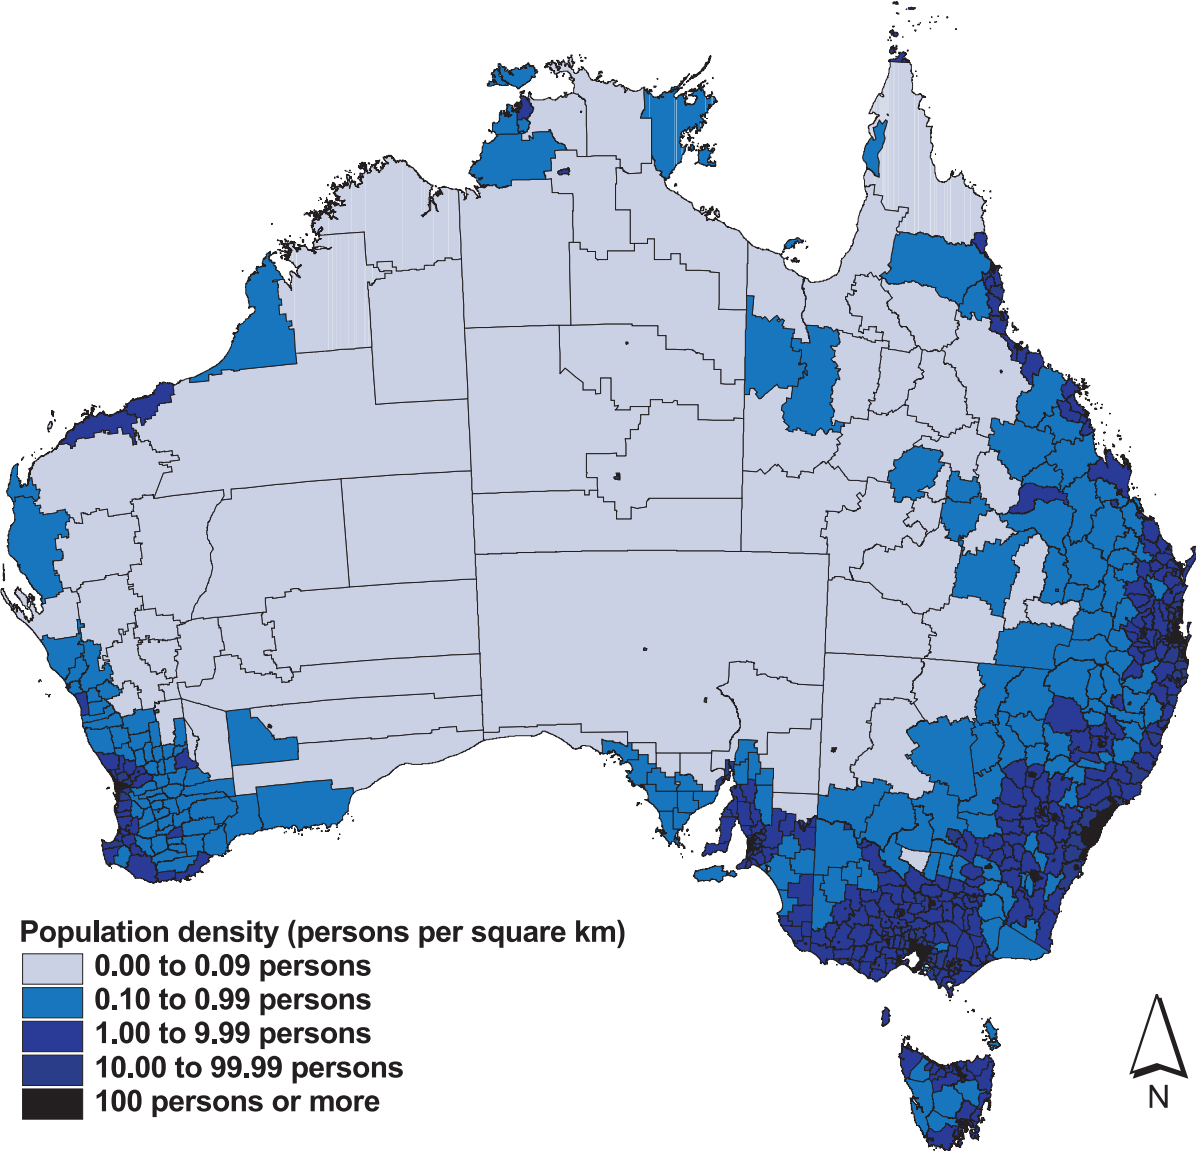 Population density (persons per square km)
0.00 to 0.09 persons
0.10 to 0.99 persons
1.00 to 9.99 persons
10.00 to 99.99 persons
100 persons or more
N